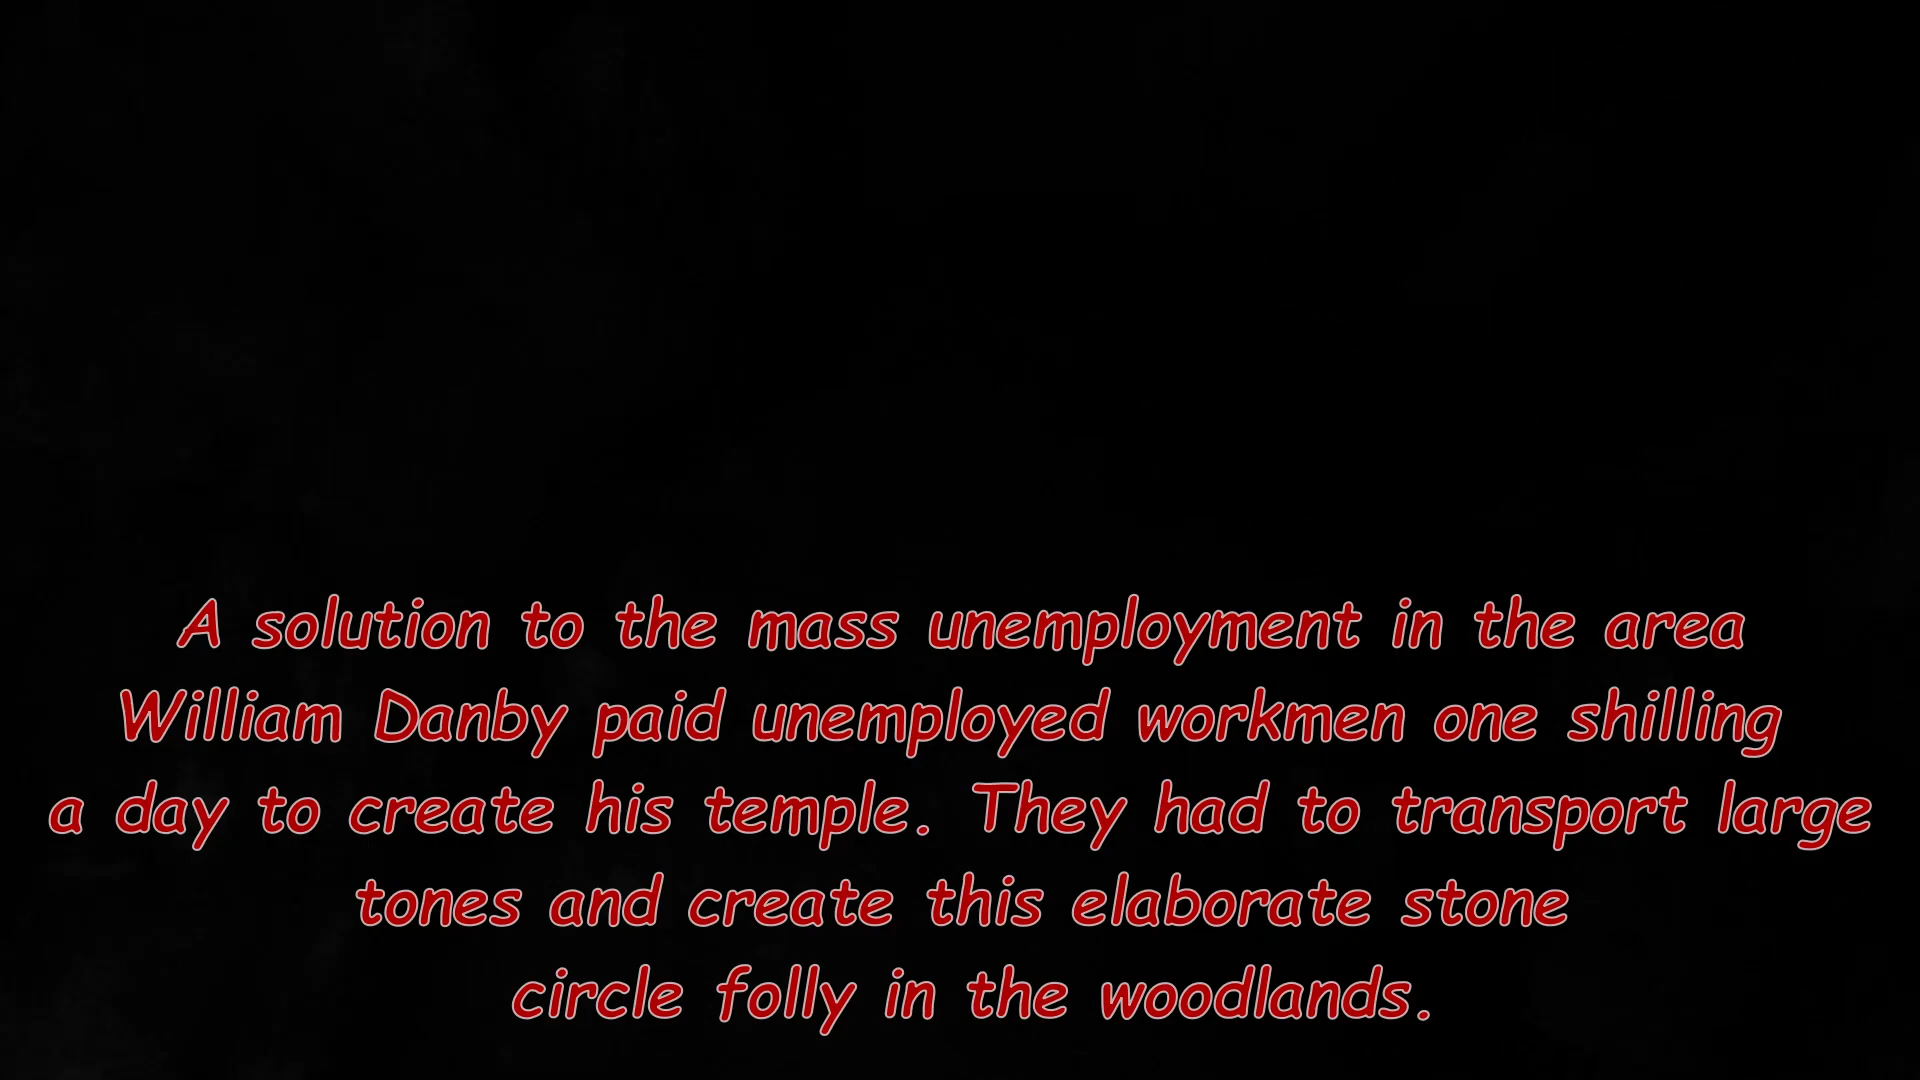 A solution to the mass unemployment in the area
William Danby paid unemployed workmen one shilling
a day to create his temple. They had to transport large
tones and create this elaborate stone
circle folly in the woodlands.